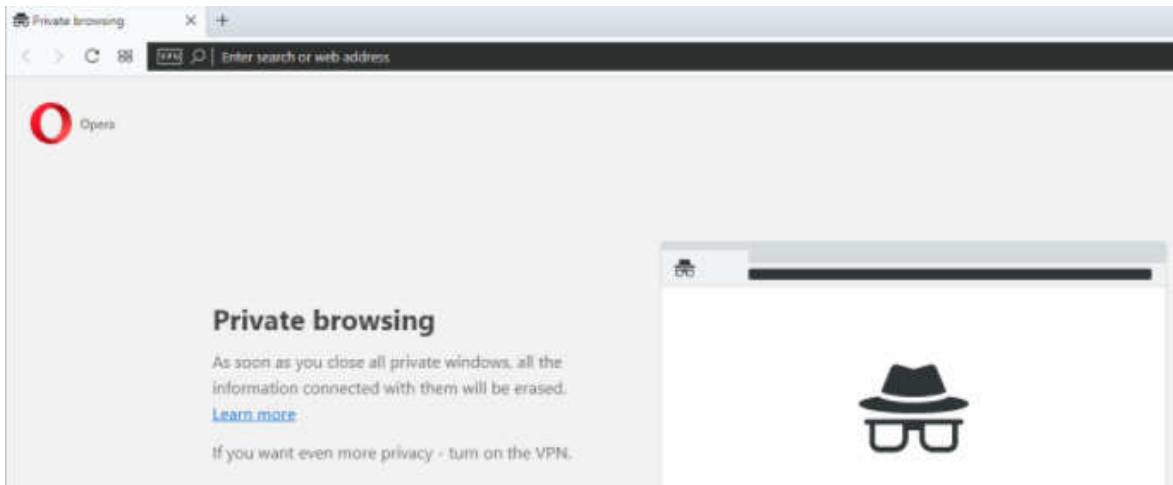 Private browsing
VPN Enter search or web address
Opera
Private browsing
As soon as you close all private windows, all the
information connected with them will be erased.
Learn more
If you want even more privacy - turn on the VPN.